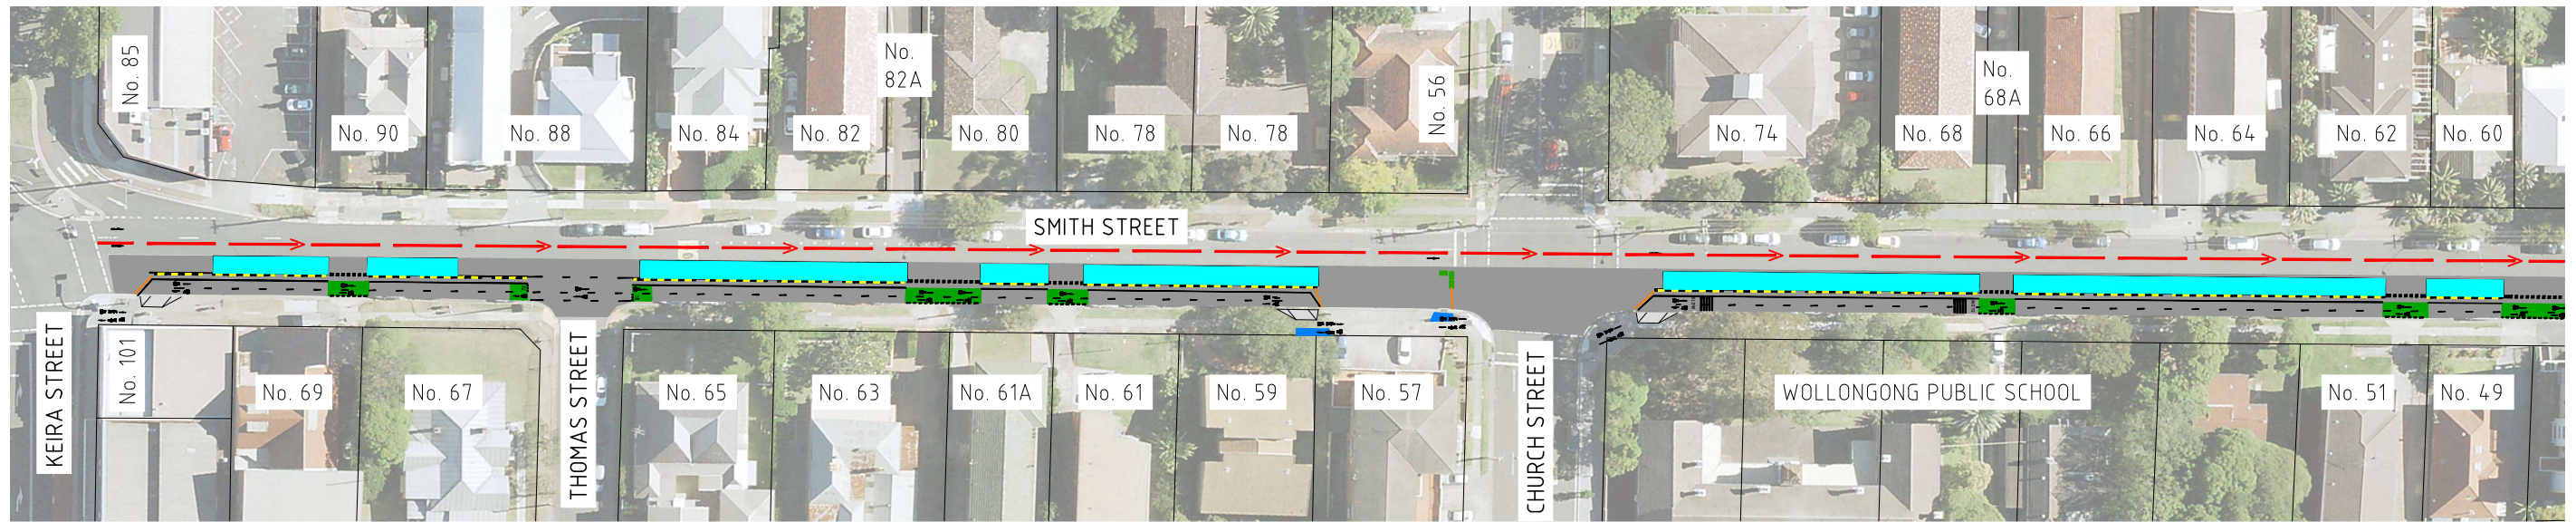 No. 85
No. 90
No. 88
No. 84
No. 82
No.
82A
No. 80
No. 78
No. 78
No. 56
No. 74
No. 68
No.
68A
No. 66
No. 64
No. 62
No. 60
SMITH STREET
KEIRA STREET
No. 101
No. 69
No. 67
THOMAS STREET
No. 65
No. 63
No. 61A
No. 61
No. 59
No. 57
CHURCH STREET
WOLLONGONG PUBLIC SCHOOL
No. 51
No. 49